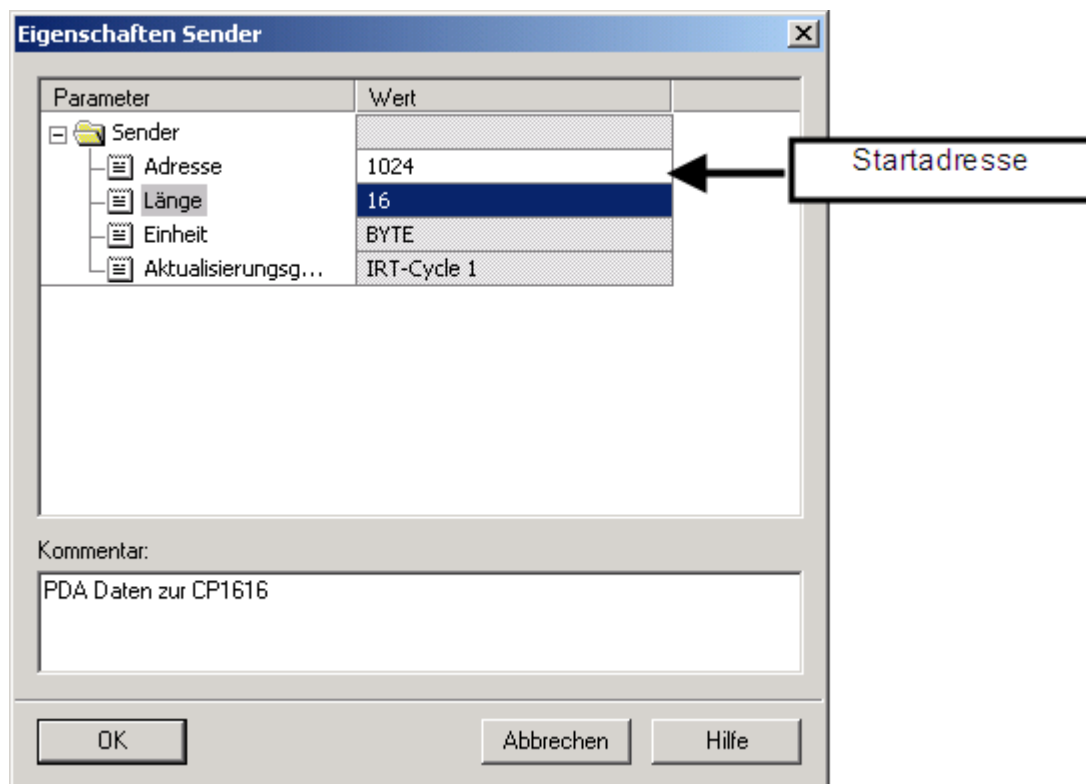 Eigenschaften Sender
Parameter Wert
Sender
Adresse 1024
Startadresse
Länge 16
Einheit BYTE
Aktualisierungsg... IRT-Cycle 1
Kommentar:
PDA Daten zur CP1616
OK Abbrechen Hilfe